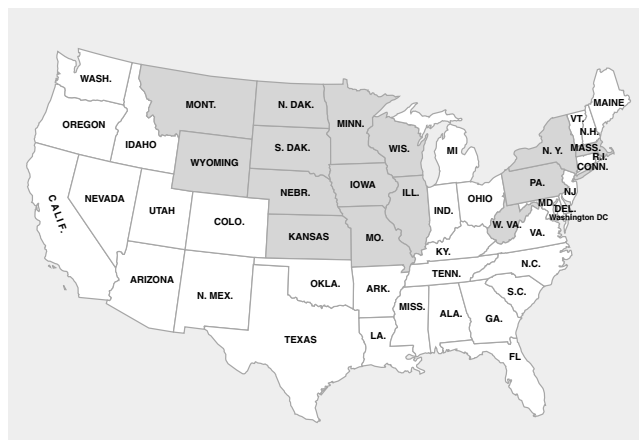 WASH.
MONT.
N. DAK.
MINN.
MAINE
VT.
N.H.
OREGON
IDAHO
S. DAK.
WIS.
MI
N. Y.
MASS.
R.I.
CONN.
WYOMING
IOWA
PA.
NJ
NEBR.
ILL.
IND.
OHIO
MD.
DEL.
Washington DC
CALIF.
NEVADA
UTAH
COLO.
KANSAS
MO.
W. VA.
VA.
KY.
N.C.
TENN.
ARIZONA
N. MEX.
OKLA.
ARK.
S.C.
MISS.
ALA.
GA.
TEXAS
LA.
FL